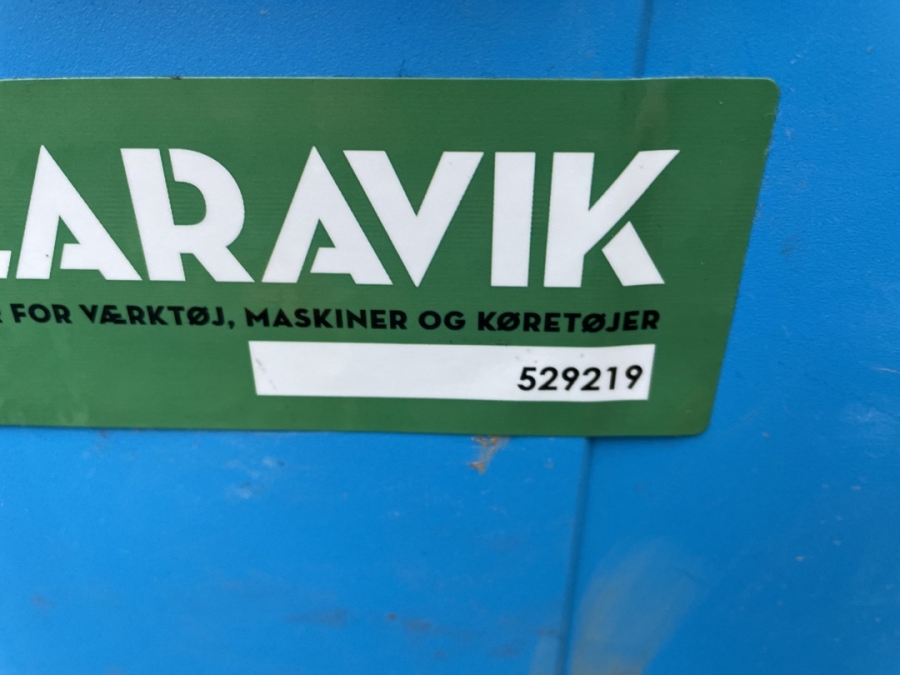 LARAVIK
FOR VÆRKTØJ, MASKINER OG KØRETØJER
529219